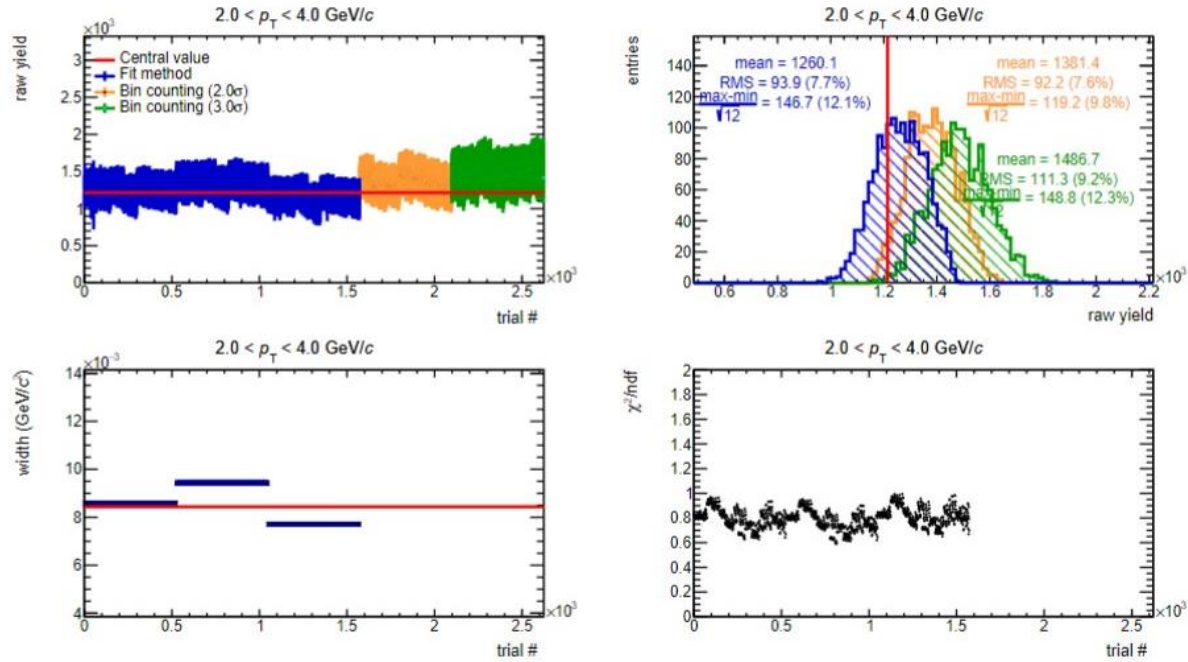 2.0 < p_T < 4.0 GeV/c
×10³
raw yield
3
2.5
2
1.5
1
0.5
0
Central value
Fit method
Bin counting (2.0σ)
Bin counting (3.0σ)
0 0.5 1 1.5 2 2.5
×10³
trial #
2.0 < p_T < 4.0 GeV/c
entries
140
120
100
80
60
40
20
0
mean = 1260.1
RMS = 93.9 (7.7%)
max-min/√12 = 146.7 (12.1%)
mean = 1381.4
RMS = 92.2 (7.6%)
max-min/√12 = 119.2 (9.8%)
mean = 1486.7
RMS = 111.3 (9.2%)
max-min/√12 = 148.8 (12.3%)
0.6 0.8 1 1.2 1.4 1.6 1.8 2 2.2
×10³
raw yield
2.0 < p_T < 4.0 GeV/c
×10⁻³
width (GeV/c²)
14
12
10
8
6
4
0 0.5 1 1.5 2 2.5
×10³
trial #
2.0 < p_T < 4.0 GeV/c
χ²/ndf
2
1.8
1.6
1.4
1.2
1
0.8
0.6
0.4
0.2
0
0 0.5 1 1.5 2 2.5
×10³
trial #